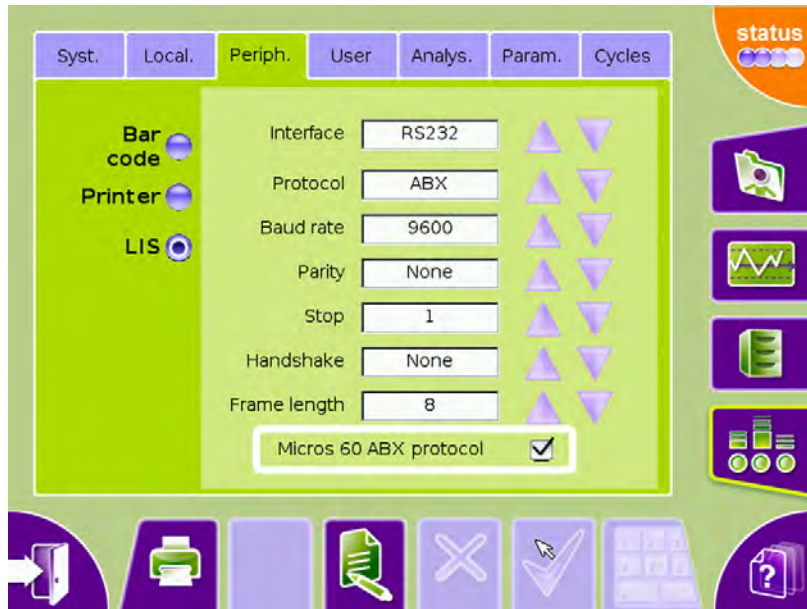 status
Syst. Local. Periph. User Analys. Param. Cycles
Bar
code
Printer
LIS
Interface RS232
Protocol ABX
Baud rate 9600
Parity None
Stop 1
Handshake None
Frame length 8
Micros 60 ABX protocol
?